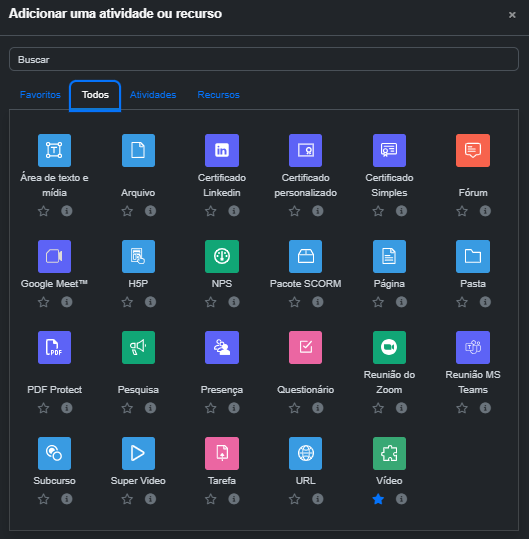 Adicionar uma atividade ou recurso ×
Buscar
Favoritos Todos Atividades Recursos
Área de texto e mídia
Arquivo
Certificado Linkedin
Certificado personalizado
Certificado Simples
Fórum
Google Meet™
H5P
NPS
Pacote SCORM
Página
Pasta
PDF
PDF Protect
Pesquisa
Presença
Questionário
Reunião do Zoom
Reunião MS Teams
Subcurso
Super Video
Tarefa
URL
Vídeo